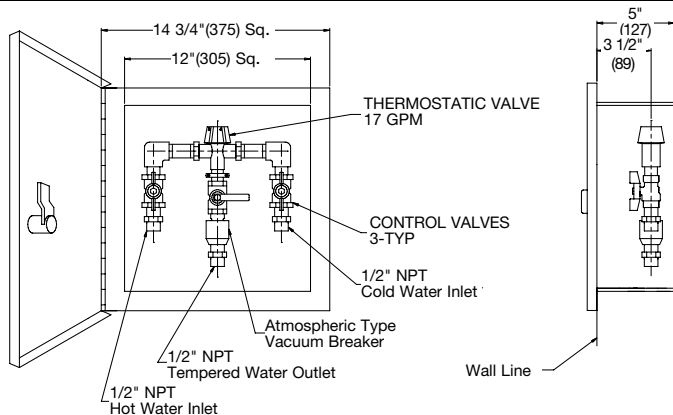 14 3/4"(375) Sq.
12"(305) Sq.
5"
(127)
3 1/2"
(89)
THERMOSTATIC VALVE
17 GPM
CONTROL VALVES
3-TYP
1/2" NPT
Cold Water Inlet
Atmospheric Type
Vacuum Breaker
1/2" NPT
Tempered Water Outlet
1/2" NPT
Hot Water Inlet
Wall Line